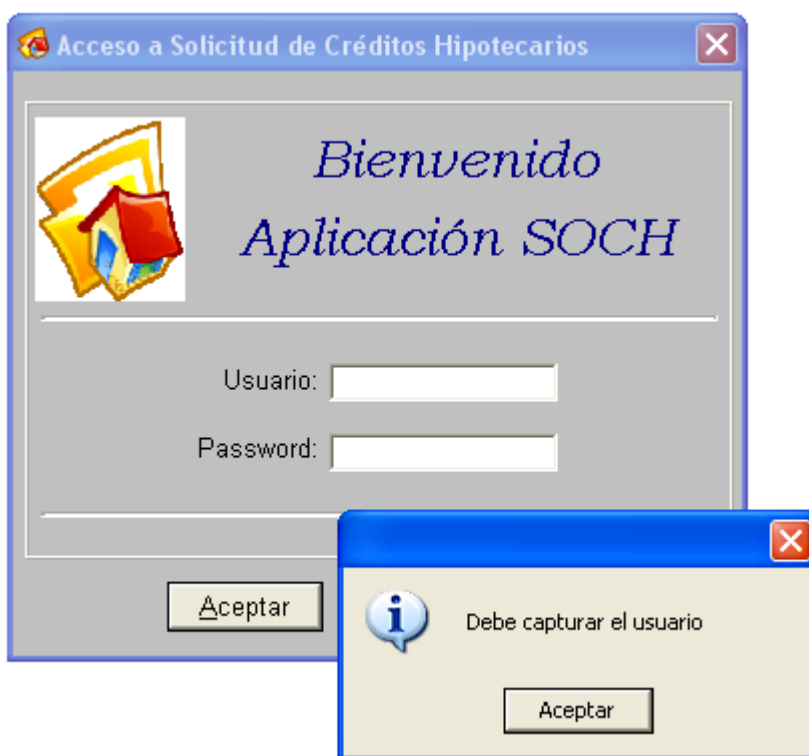 Acceso a Solicitud de Créditos Hipotecarios
Bienvenido
Aplicación SOCH
Usuario:
Password:
Aceptar
Debe capturar el usuario
Aceptar